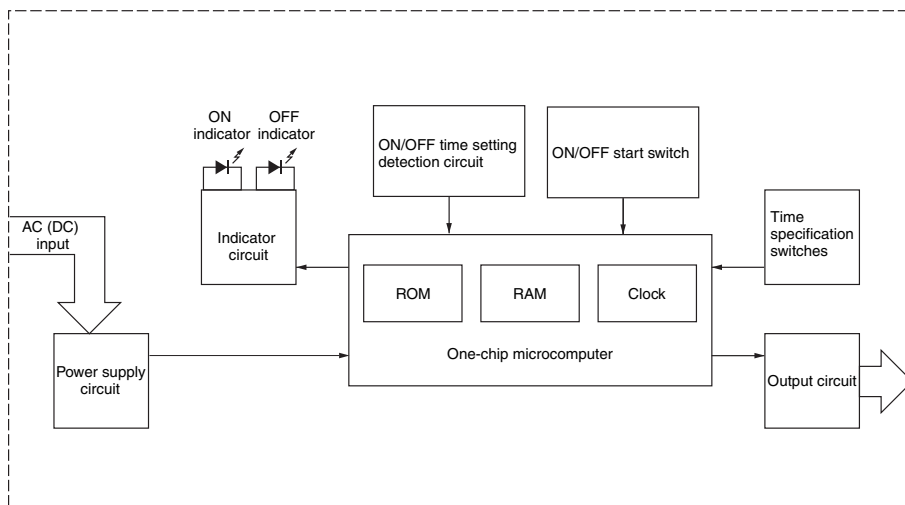 ON
indicator
OFF
indicator
ON/OFF time setting
detection circuit
ON/OFF start switch
AC (DC)
input
Indicator
circuit
Time
specification
switches
ROM
RAM
Clock
One-chip microcomputer
Power supply
circuit
Output circuit